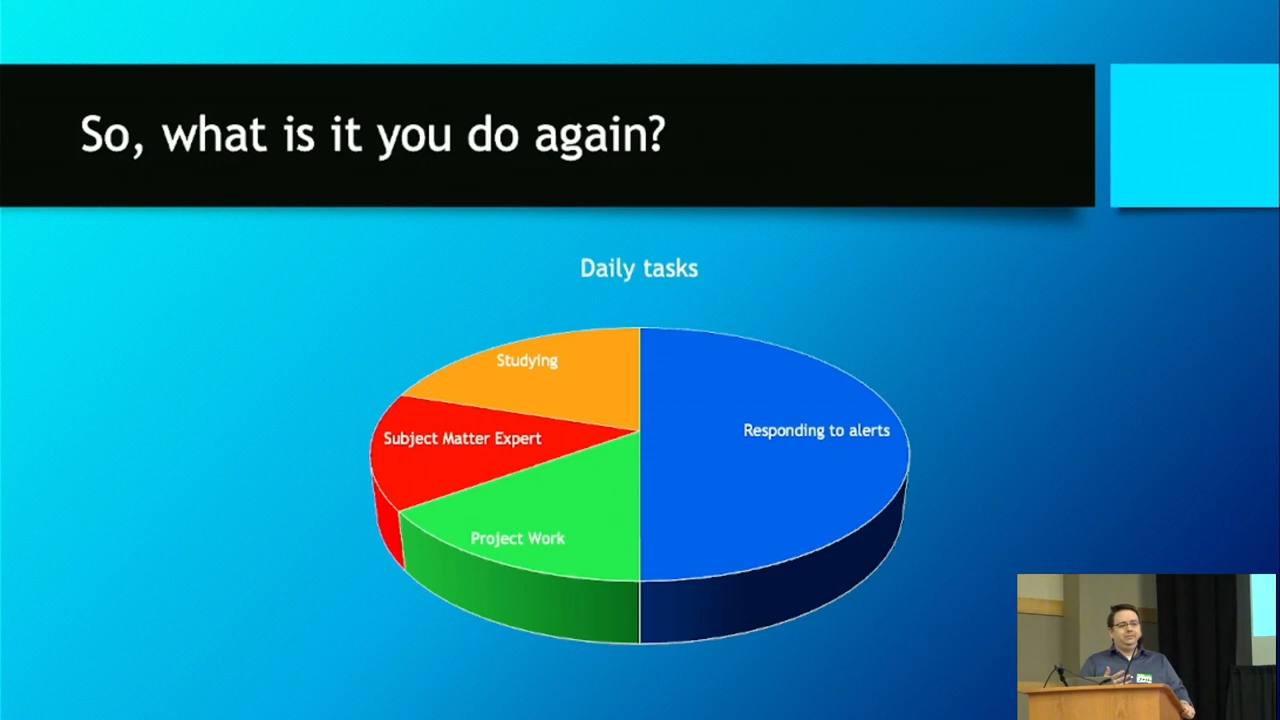 So, what is it you do again?
Daily tasks
Studying
Responding to alerts
Subject Matter Expert
Project Work